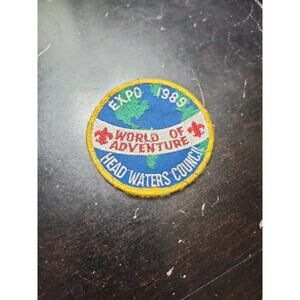 EXPO 1989
WORLD OF
ADVENTURE
HEAD WATERS COUNCIL